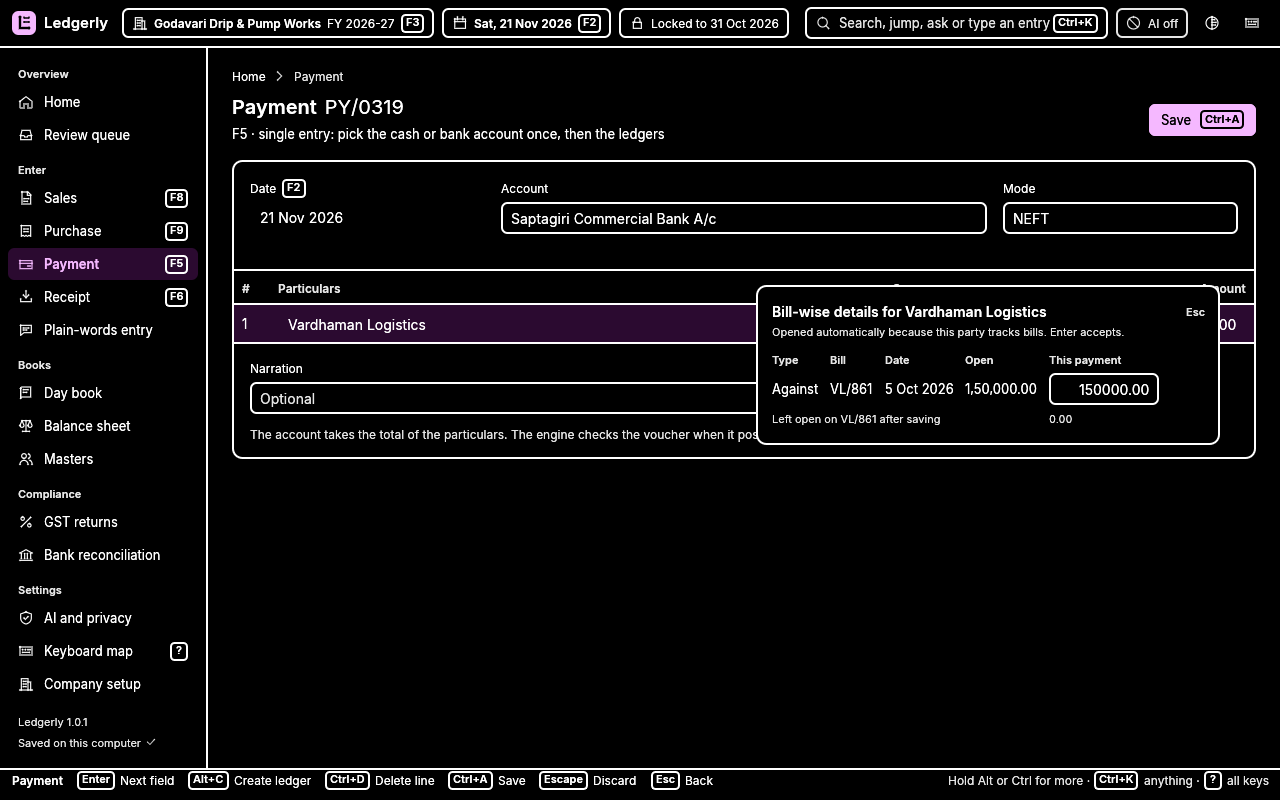 Ledgerly
Godavari Drip & Pump Works FY 2026-27 F3
Sat, 21 Nov 2026 F2
Locked to 31 Oct 2026
Search, jump, ask or type an entry Ctrl+K
AI off
Overview
Home
Review queue
Enter
Sales F8
Purchase F9
Payment F5
Receipt F6
Plain-words entry
Books
Day book
Balance sheet
Masters
Compliance
GST returns
Bank reconciliation
Settings
AI and privacy
Keyboard map ?
Company setup
Ledgerly 1.0.1
Saved on this computer
Home Payment
Payment PY/0319
F5 · single entry: pick the cash or bank account once, then the ledgers
Save Ctrl+A
Date F2
Account
Mode
21 Nov 2026
Saptagiri Commercial Bank A/c
NEFT
# Particulars
1 Vardhaman Logistics
Narration
Optional
The account takes the total of the particulars. The engine checks the voucher when it
Bill-wise details for Vardhaman Logistics Esc
Opened automatically because this party tracks bills. Enter accepts.
Type Bill Date Open This payment
Against VL/861 5 Oct 2026 1,50,000.00 150000.00
Left open on VL/861 after saving 0.00
Payment Enter Next field Alt+C Create ledger Ctrl+D Delete line Ctrl+A Save Escape Discard Esc Back
Hold Alt or Ctrl for more · Ctrl+K anything · ? all keys